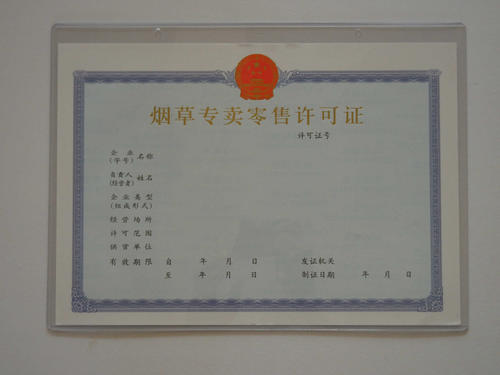 烟草专卖零售许可证
许可证号
企业
(字号) 名称
负责人
(经营者) 姓名
企业类型
(组成形式)
经营场所
许可范围
供货单位
有效期限 自 年 月 日 发证机关
至 年 月 日 制证日期 年 月 日